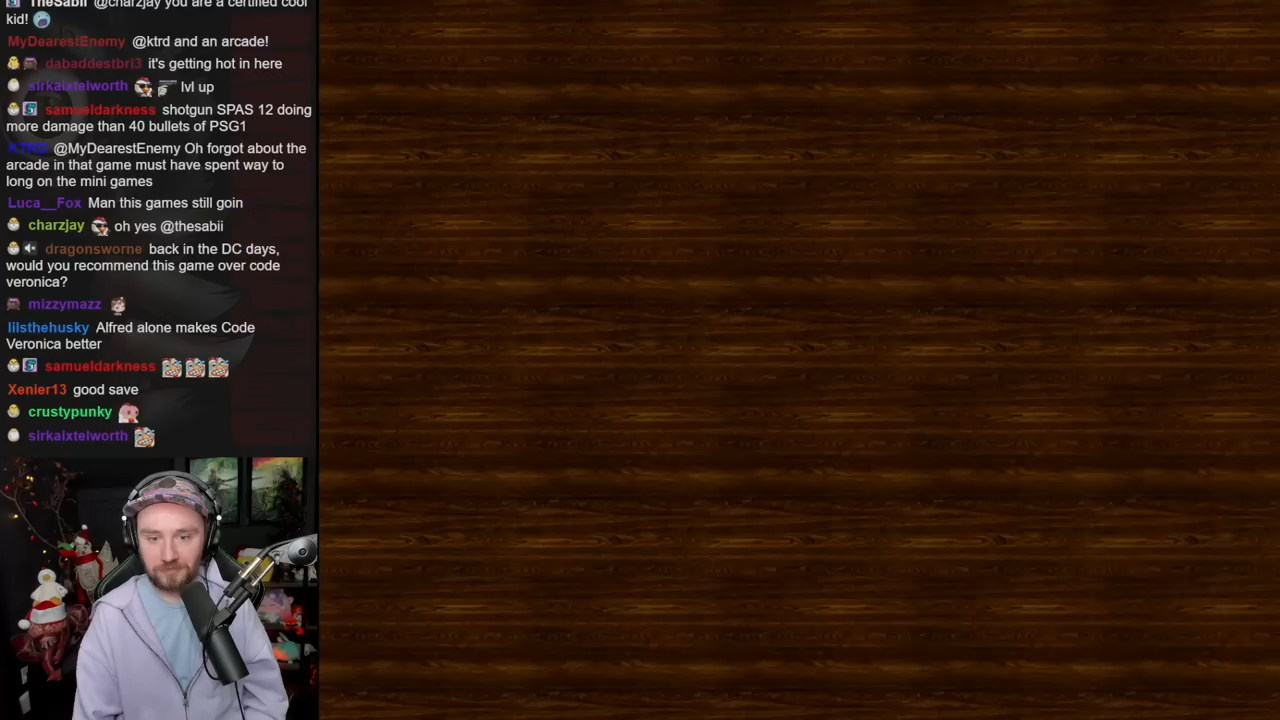 TheSabii @charzjay you are a certified cool
kid!
MyDearestEnemy @ktrd and an arcade!
dabaddestbri3 it's getting hot in here
sirkaixtelworth lvl up
samueldarkness shotgun SPAS 12 doing
more damage than 40 bullets of PSG1
KTRD @MyDearestEnemy Oh forgot about the
arcade in that game must have spent way to
long on the mini games
Luca__Fox Man this games still goin
charzjay oh yes @thesabii
dragonsworne back in the DC days,
would you recommend this game over code
veronica?
mizzymazz
lilsthehusky Alfred alone makes Code
Veronica better
samueldarkness
Xenier13 good save
crustypunky
sirkaixtelworth